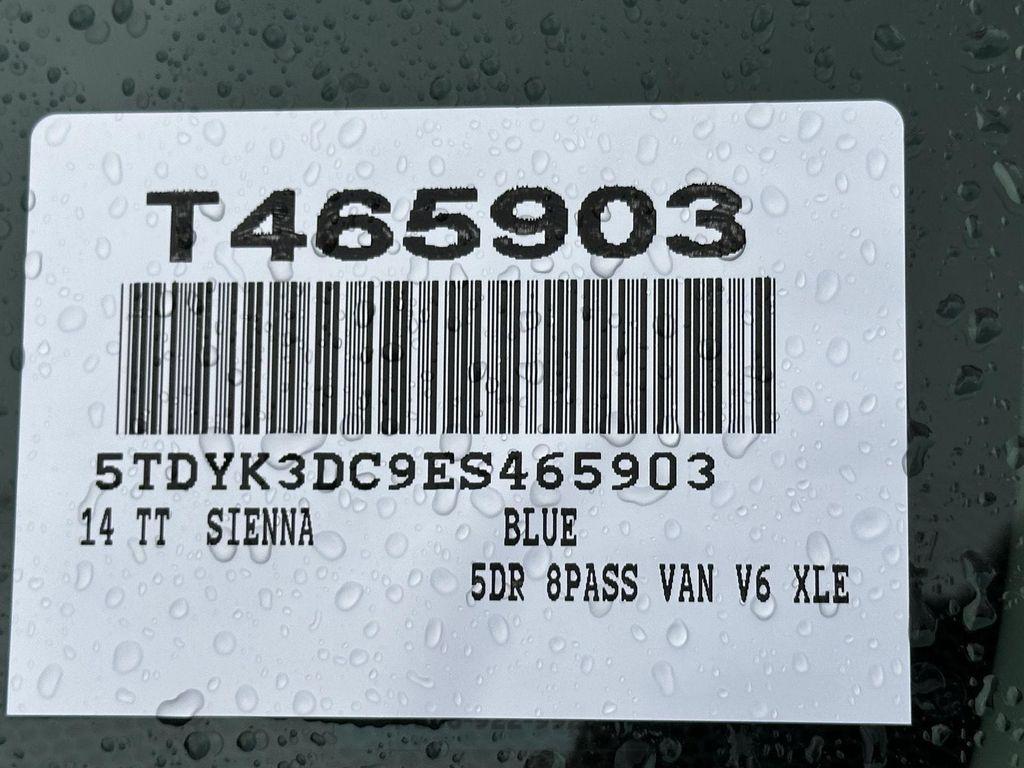 T465903
5TDYK3DC9ES465903
14 TT SIENNA BLUE
5DR 8PASS VAN V6 XLE